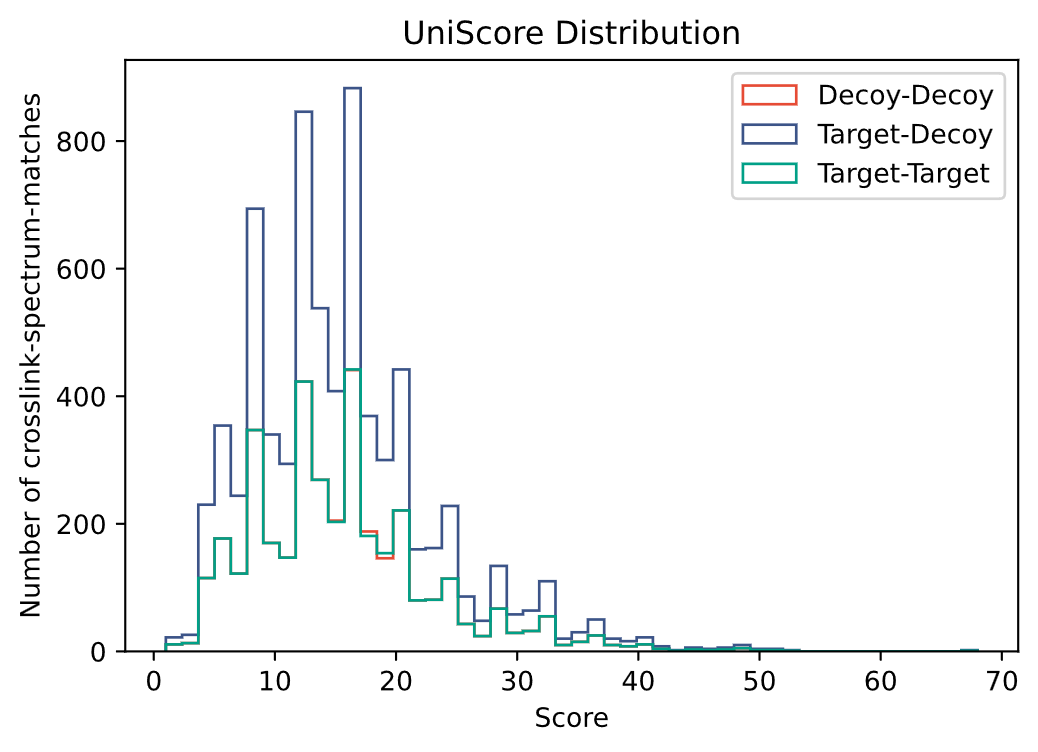 UniScore Distribution
Number of crosslink-spectrum-matches
800
600
400
200
0
Decoy-Decoy
Target-Decoy
Target-Target
0 10 20 30 40 50 60 70
Score